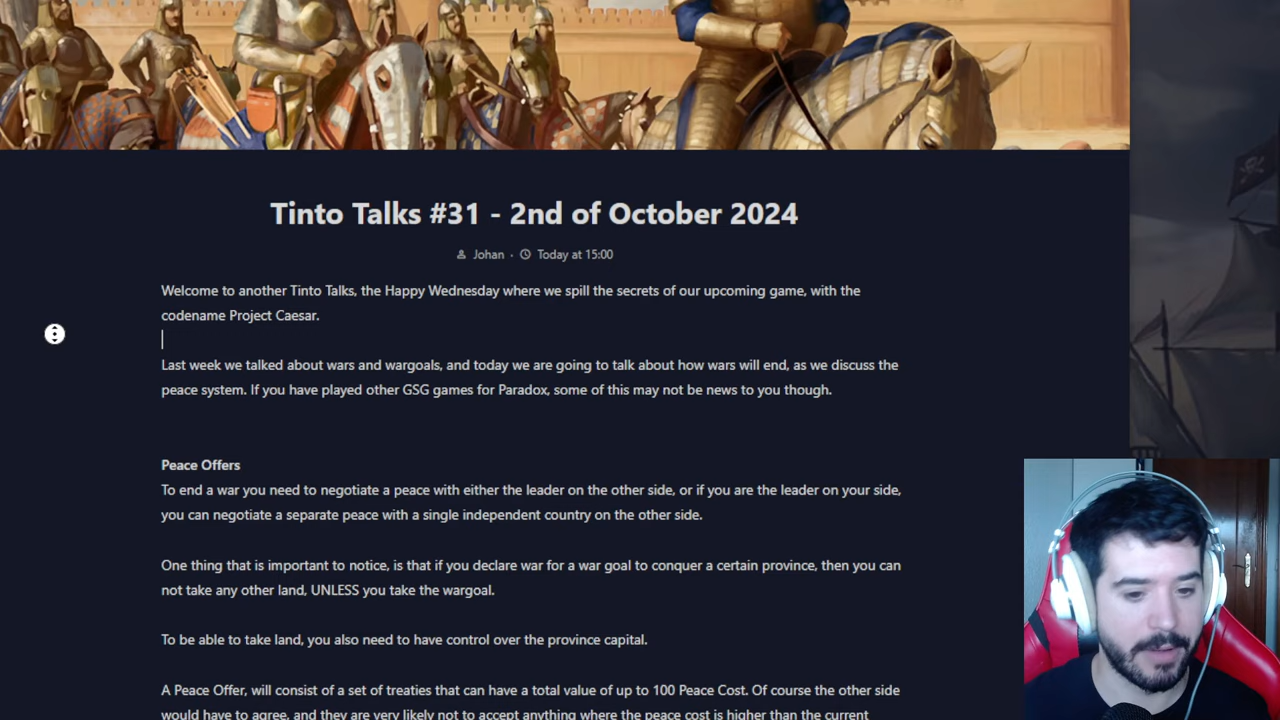 Tinto Talks #31 - 2nd of October 2024
Johan · Today at 15:00
Welcome to another Tinto Talks, the Happy Wednesday where we spill the secrets of our upcoming game, with the
codename Project Caesar.
Last week we talked about wars and wargoals, and today we are going to talk about how wars will end, as we discuss the
peace system. If you have played other GSG games for Paradox, some of this may not be news to you though.
Peace Offers
To end a war you need to negotiate a peace with either the leader on the other side, or if you are the leader on your side,
you can negotiate a separate peace with a single independent country on the other side.
One thing that is important to notice, is that if you declare war for a war goal to conquer a certain province, then you can
not take any other land, UNLESS you take the wargoal.
To be able to take land, you also need to have control over the province capital.
A Peace Offer, will consist of a set of treaties that can have a total value of up to 100 Peace Cost. Of course the other side
would have to agree, and they are very likely not to accept anything where the peace cost is higher than the current